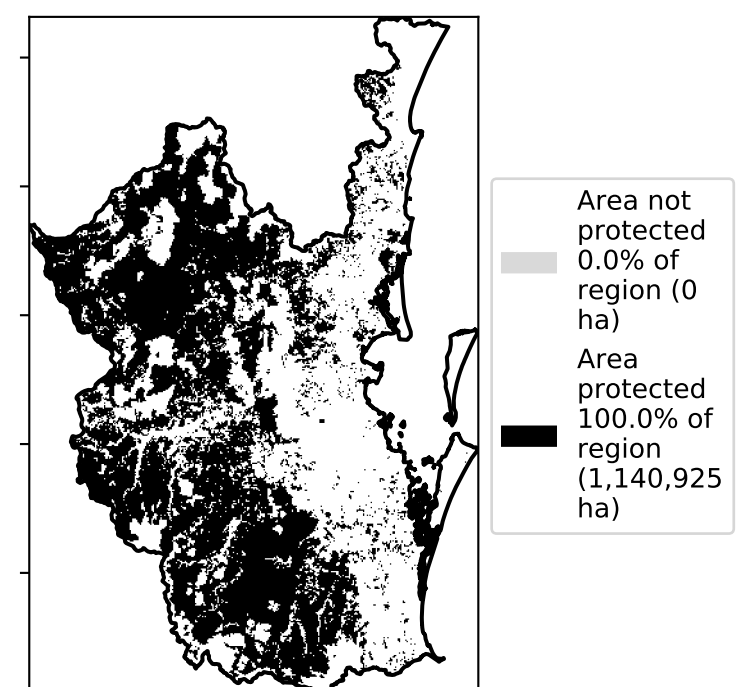 Area not
protected
0.0% of
region (0
ha)
Area
protected
100.0% of
region
(1,140,925
ha)